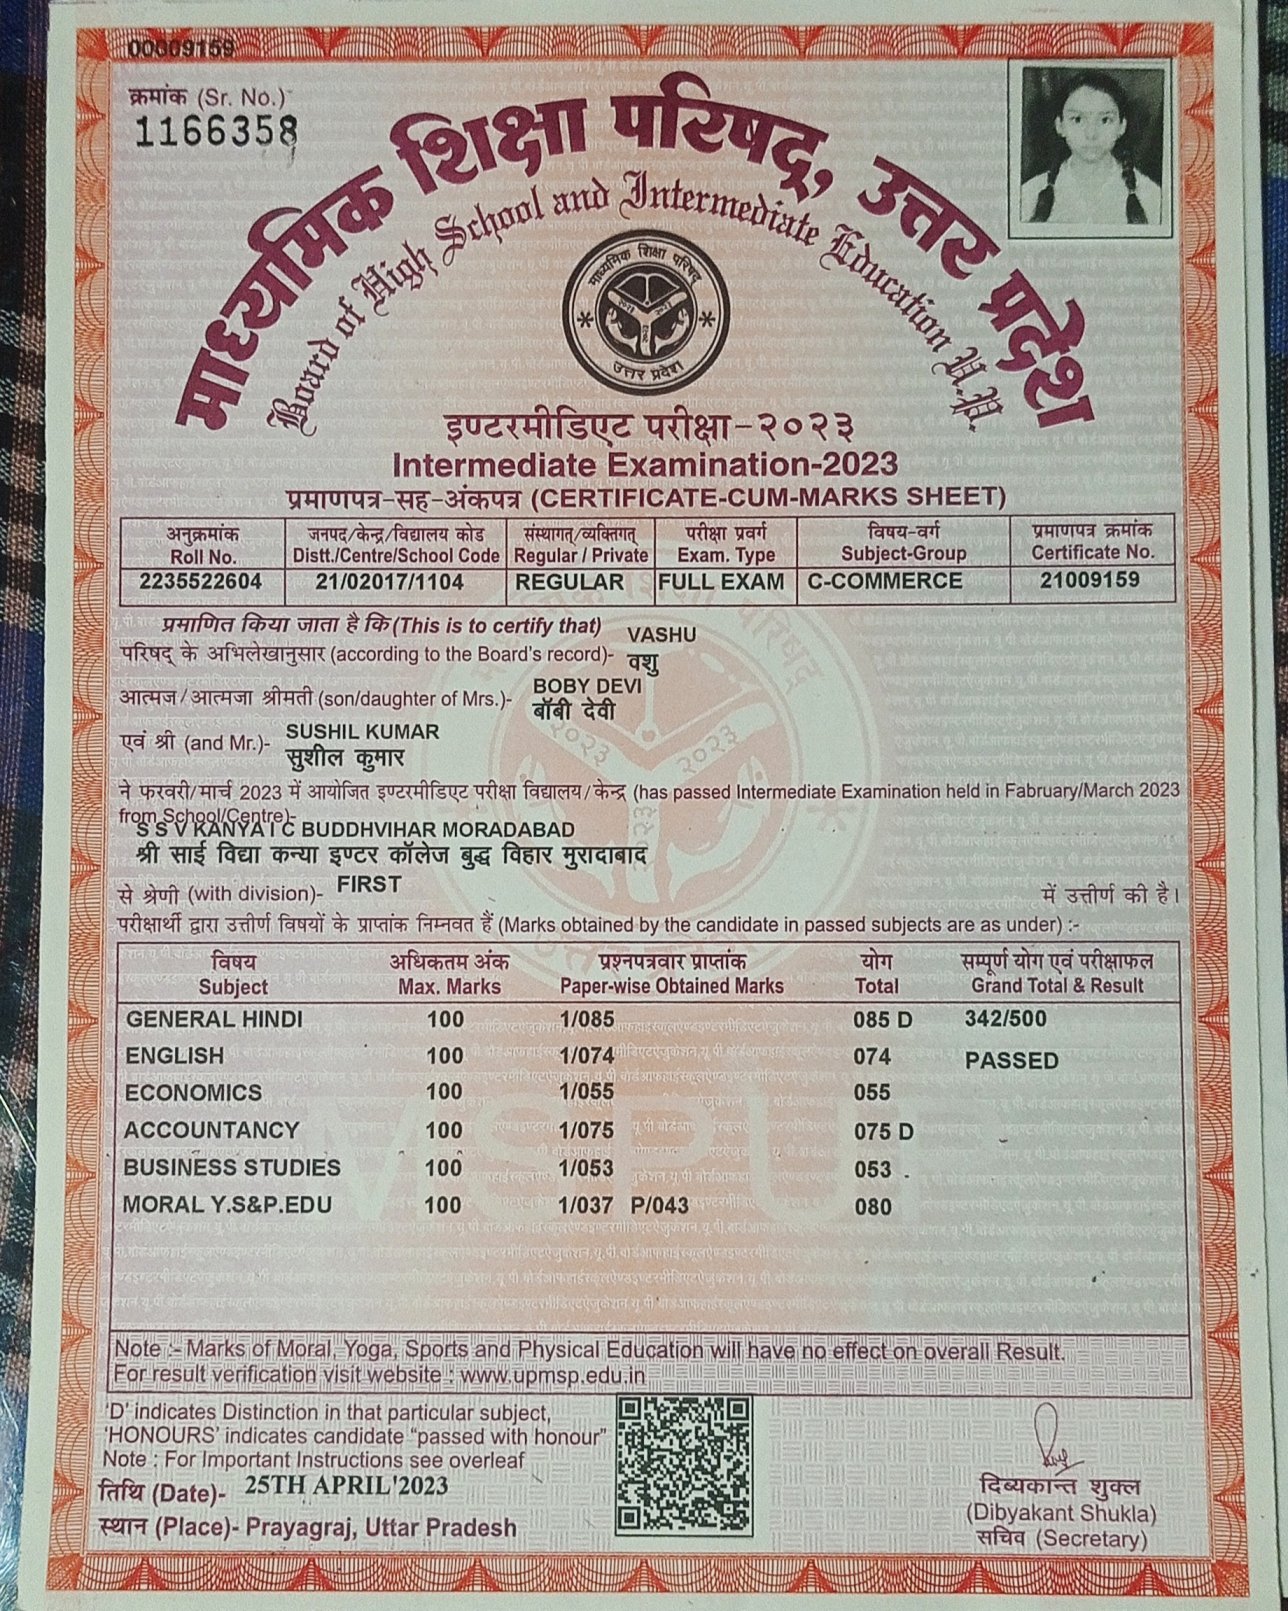 00009159
क्रमांक (Sr. No.)
1166358
माध्यमिक शिक्षा परिषद्, उत्तर प्रदेश
Board of High School and Intermediate Education U.P.
माध्यमिक शिक्षा परिषद्
उत्तर प्रदेश
इण्टरमीडिएट परीक्षा-२०२३
Intermediate Examination-2023
प्रमाणपत्र-सह-अंकपत्र (CERTIFICATE-CUM-MARKS SHEET)
अनुक्रमांक जनपद/केन्द्र/विद्यालय कोड संस्थागत्/व्यक्तिगत् परीक्षा प्रवर्ग विषय-वर्ग प्रमाणपत्र क्रमांक
Roll No. Distt./Centre/School Code Regular / Private Exam. Type Subject-Group Certificate No.
2235522604 21/02017/1104 REGULAR FULL EXAM C-COMMERCE 21009159
प्रमाणित किया जाता है कि (This is to certify that) VASHU
परिषद् के अभिलेखानुसार (according to the Board's record)- वशु
आत्मज/आत्मजा श्रीमती (son/daughter of Mrs.)- BOBY DEVI
बॉबी देवी
एवं श्री (and Mr.)- SUSHIL KUMAR
सुशील कुमार
ने फरवरी/मार्च 2023 में आयोजित इण्टरमीडिएट परीक्षा विद्यालय/केन्द्र (has passed Intermediate Examination held in Fabruary/March 2023
from School/Centre)-
S S V KANYA I C BUDDHVIHAR MORADABAD
श्री साई विद्या कन्या इण्टर कॉलेज बुद्ध विहार मुरादाबाद
से श्रेणी (with division)- FIRST में उत्तीर्ण की है।
परीक्षार्थी द्वारा उत्तीर्ण विषयों के प्राप्तांक निम्नवत हैं (Marks obtained by the candidate in passed subjects are as under) :-
विषय अधिकतम अंक प्रश्नपत्रवार प्राप्तांक योग सम्पूर्ण योग एवं परीक्षाफल
Subject Max. Marks Paper-wise Obtained Marks Total Grand Total & Result
GENERAL HINDI 100 1/085 085 D 342/500
ENGLISH 100 1/074 074 PASSED
ECONOMICS 100 1/055 055
ACCOUNTANCY 100 1/075 075 D
BUSINESS STUDIES 100 1/053 053
MORAL Y.S&P.EDU 100 1/037 P/043 080
Note :- Marks of Moral, Yoga, Sports and Physical Education will have no effect on overall Result.
For result verification visit website : www.upmsp.edu.in
'D' indicates Distinction in that particular subject,
'HONOURS' indicates candidate "passed with honour"
Note : For Important Instructions see overleaf
तिथि (Date)- 25TH APRIL'2023
स्थान (Place)- Prayagraj, Uttar Pradesh
दिब्यकान्त शुक्ल
(Dibyakant Shukla)
सचिव (Secretary)